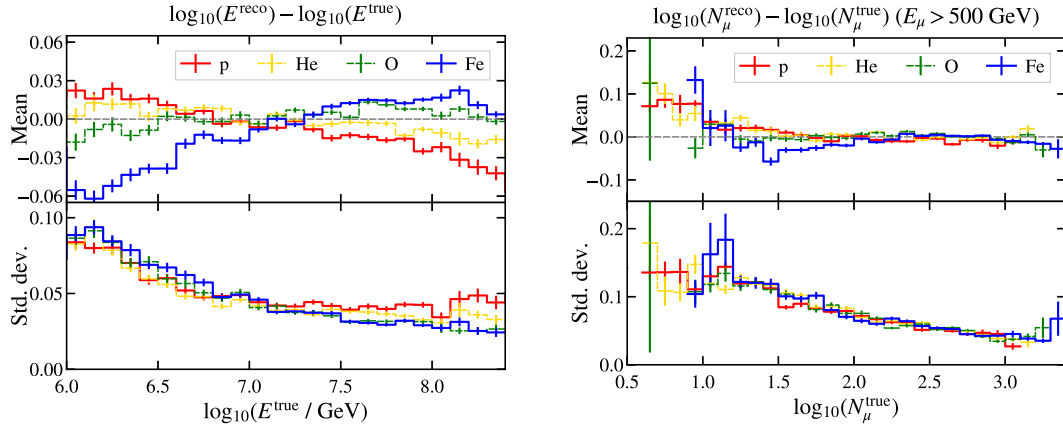 log₁₀(E^reco) − log₁₀(E^true)
0.06
0.03
0.00
−0.03
−0.06
Mean
p He O Fe
0.10
0.05
0.00
Std. dev.
6.0 6.5 7.0 7.5 8.0
log₁₀(E^true / GeV)
log₁₀(N_μ^reco) − log₁₀(N_μ^true) (E_μ > 500 GeV)
0.2
0.1
0.0
−0.1
Mean
p He O Fe
0.2
0.1
0.0
Std. dev.
0.5 1.0 1.5 2.0 2.5 3.0
log₁₀(N_μ^true)